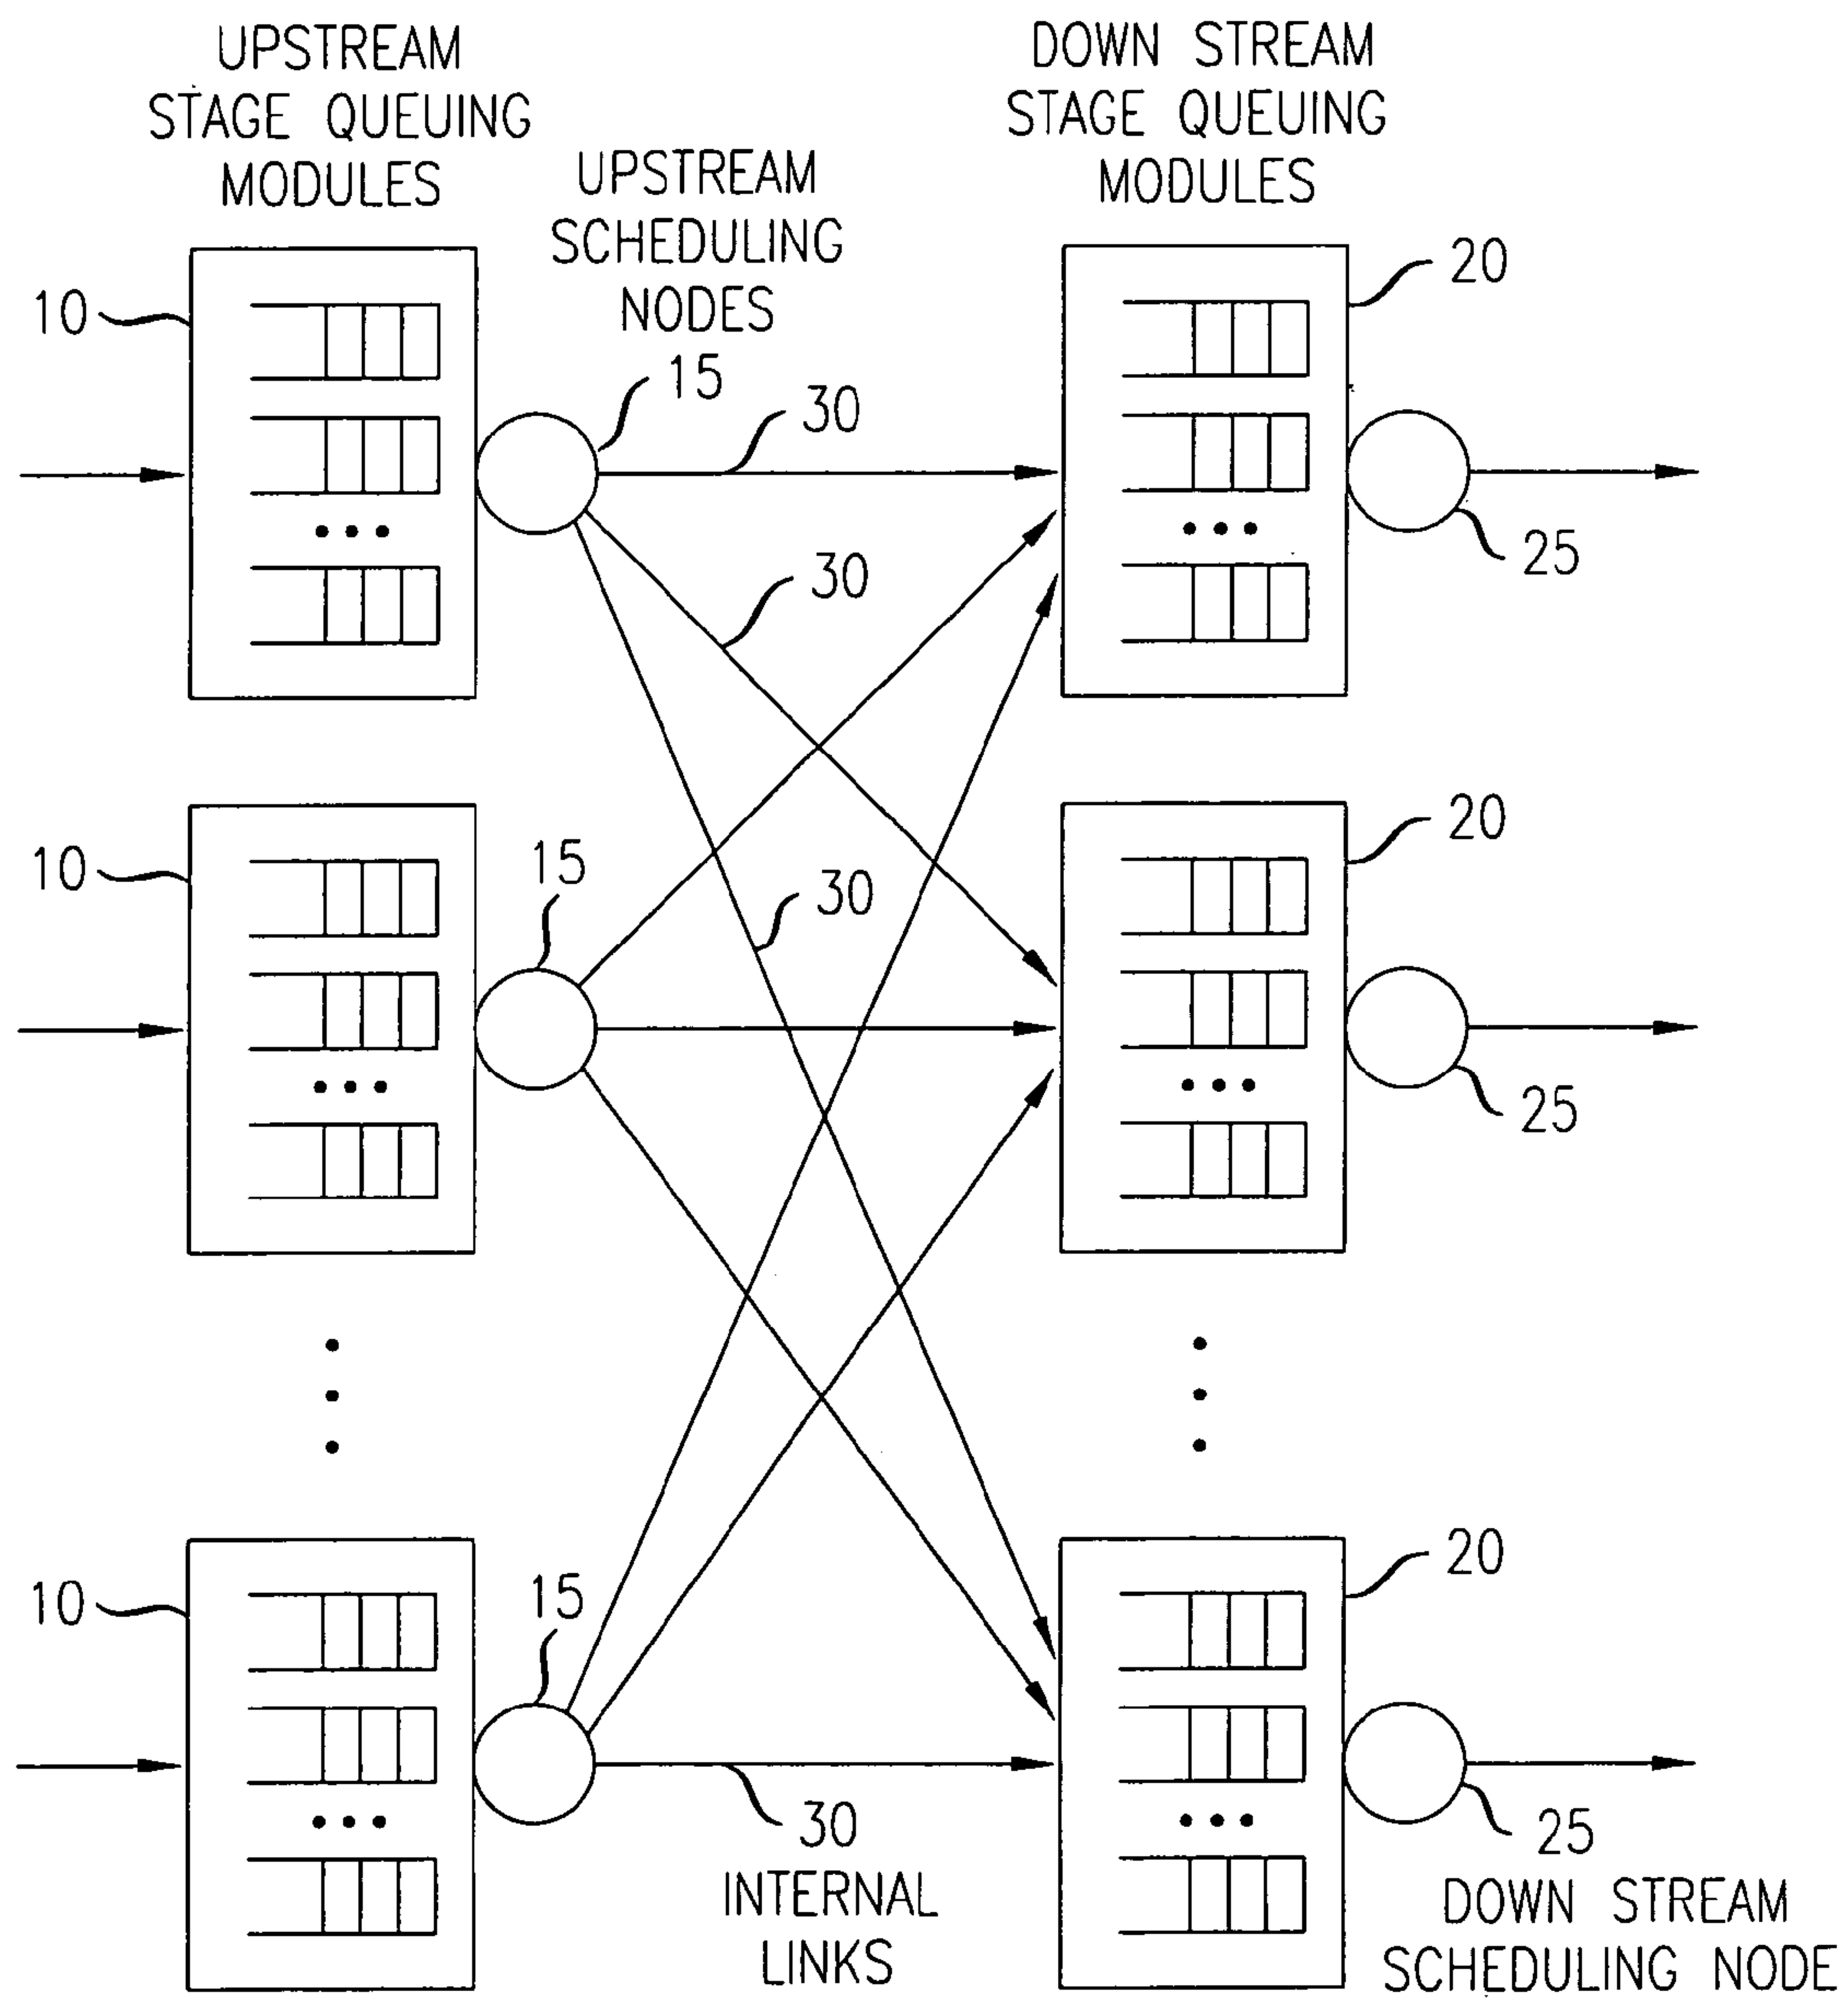 UPSTREAM
STAGE QUEUING
MODULES
DOWN STREAM
STAGE QUEUING
MODULES
UPSTREAM
SCHEDULING
NODES
10
15
30
20
30
25
10
15
30
20
25
10
15
20
30
25
INTERNAL
LINKS
DOWN STREAM
SCHEDULING NODE